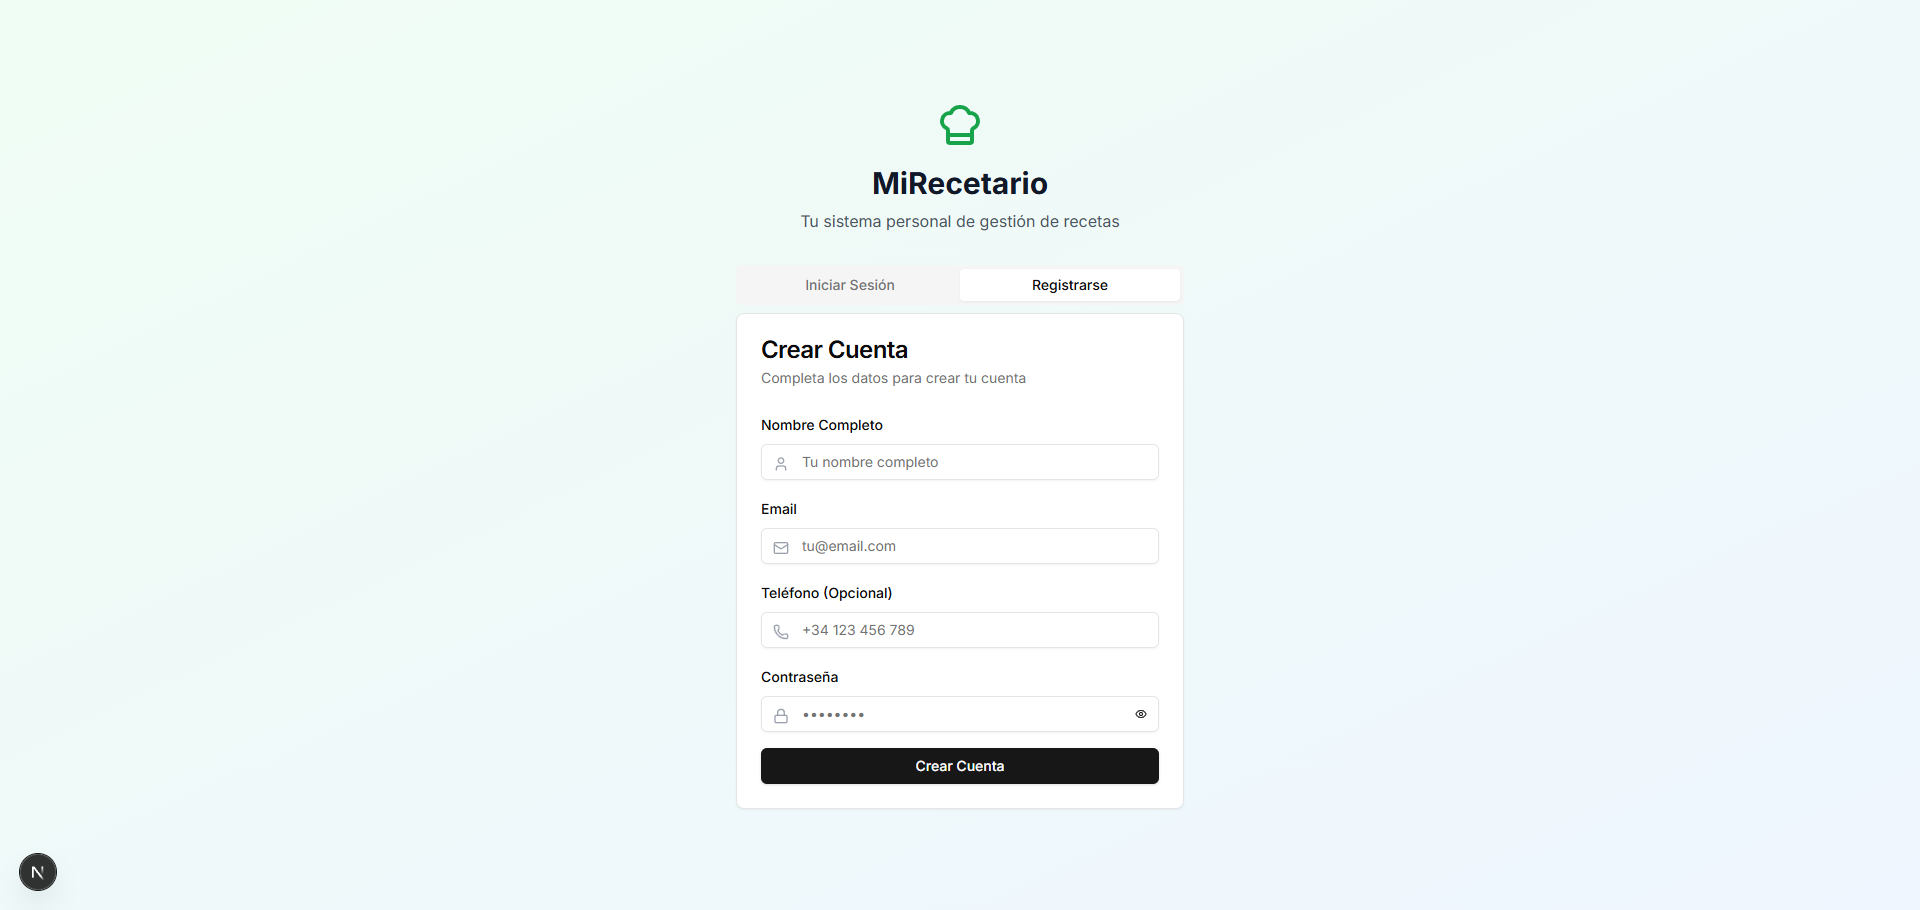 MiRecetario
Tu sistema personal de gestión de recetas
Iniciar Sesión
Registrarse
Crear Cuenta
Completa los datos para crear tu cuenta
Nombre Completo
Tu nombre completo
Email
tu@email.com
Teléfono (Opcional)
+34 123 456 789
Contraseña
••••••••
Crear Cuenta
N